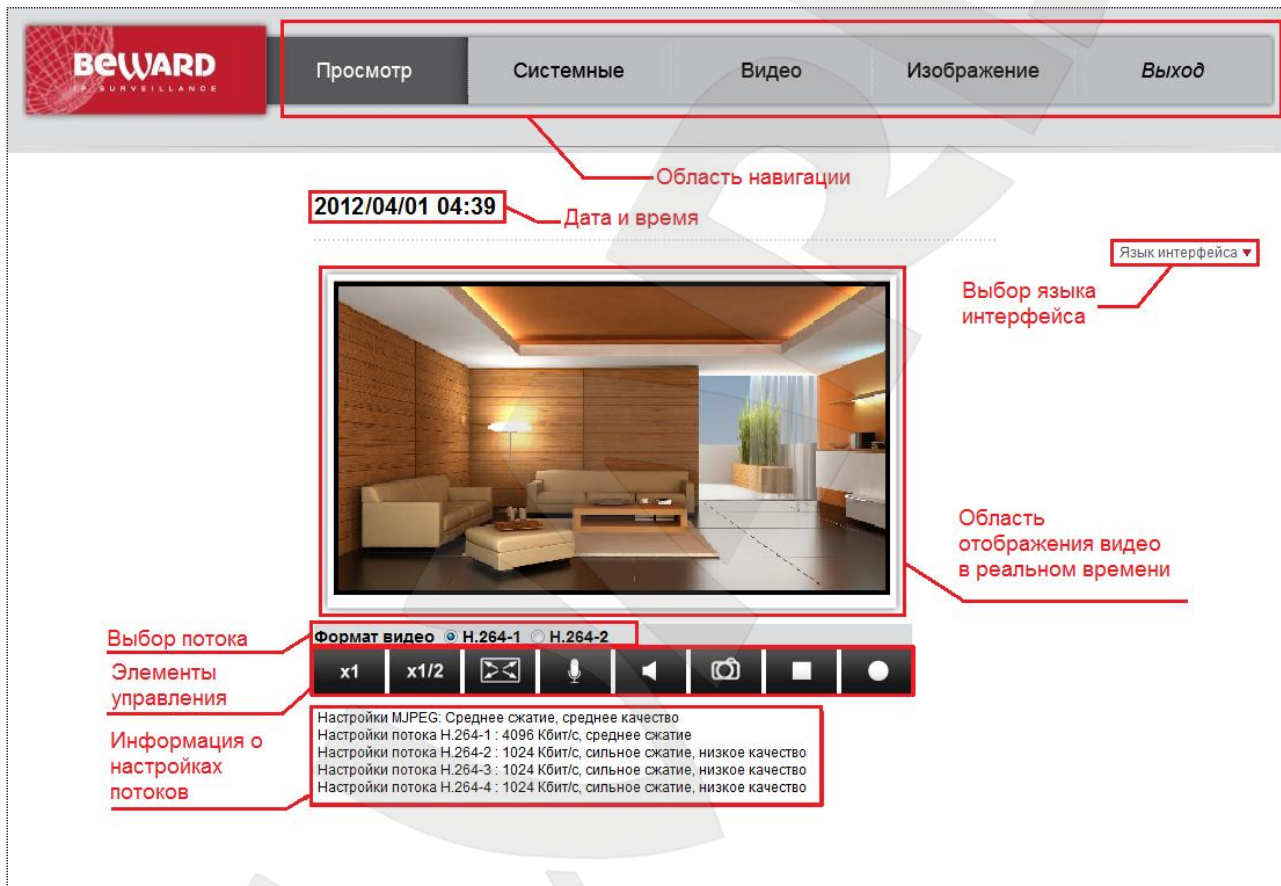 BEWARD
IP SURVEILLANCE
Просмотр
Системные
Видео
Изображение
Выход
Область навигации
2012/04/01 04:39
Дата и время
Язык интерфейса
Выбор языка
интерфейса
Область
отображения видео
в реальном времени
Выбор потока
Формат видео H.264-1 H.264-2
Элементы
управления
x1
x1/2
Информация о
настройках
потоков
Настройки MJPEG: Среднее сжатие, среднее качество
Настройки потока H.264-1 : 4096 Кбит/с, среднее сжатие
Настройки потока H.264-2 : 1024 Кбит/с, сильное сжатие, низкое качество
Настройки потока H.264-3 : 1024 Кбит/с, сильное сжатие, низкое качество
Настройки потока H.264-4 : 1024 Кбит/с, сильное сжатие, низкое качество